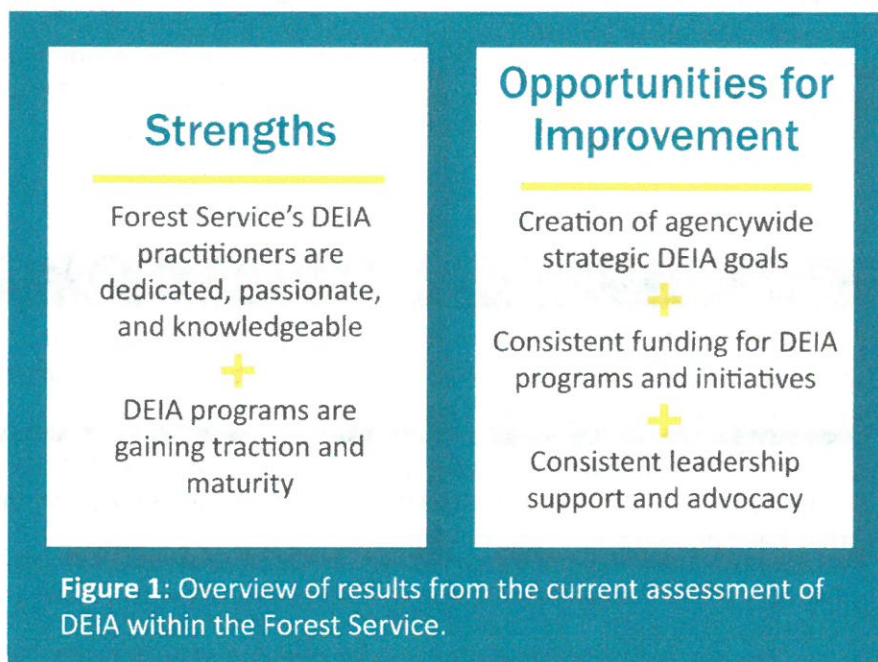 Strengths
Forest Service's DEIA
practitioners are
dedicated, passionate,
and knowledgeable
+
DEIA programs are
gaining traction and
maturity
Opportunities for
Improvement
Creation of agencywide
strategic DEIA goals
+
Consistent funding for DEIA
programs and initiatives
+
Consistent leadership
support and advocacy
Figure 1: Overview of results from the current assessment of
DEIA within the Forest Service.